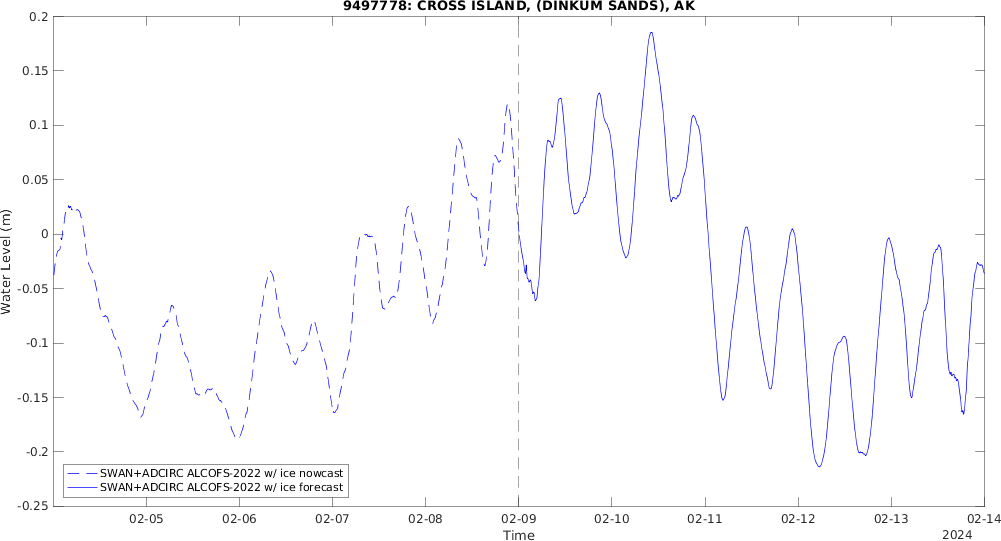 9497778: CROSS ISLAND, (DINKUM SANDS), AK
0.2
0.15
0.1
0.05
0
-0.05
-0.1
-0.15
-0.2
-0.25
Water Level (m)
SWAN+ADCIRC ALCOFS-2022 w/ ice nowcast
SWAN+ADCIRC ALCOFS-2022 w/ ice forecast
02-05 02-06 02-07 02-08 02-09 02-10 02-11 02-12 02-13 02-14
Time
2024